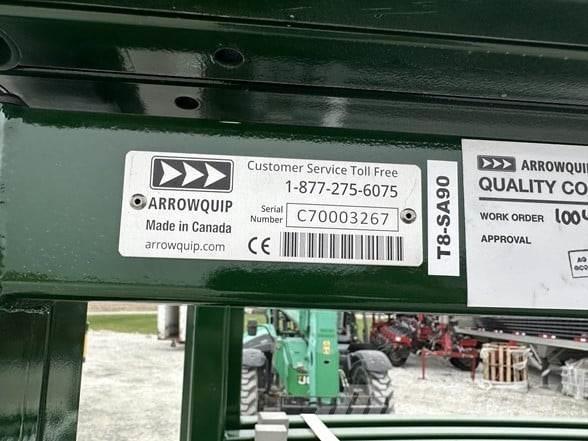 Customer Service Toll Free
1-877-275-6075
ARROWQUIP
Made in Canada
arrowquip.com
Serial Number C70003267
CE
T8-SA90
ARROWQUIP
QUALITY CO
WORK ORDER
APPROVAL